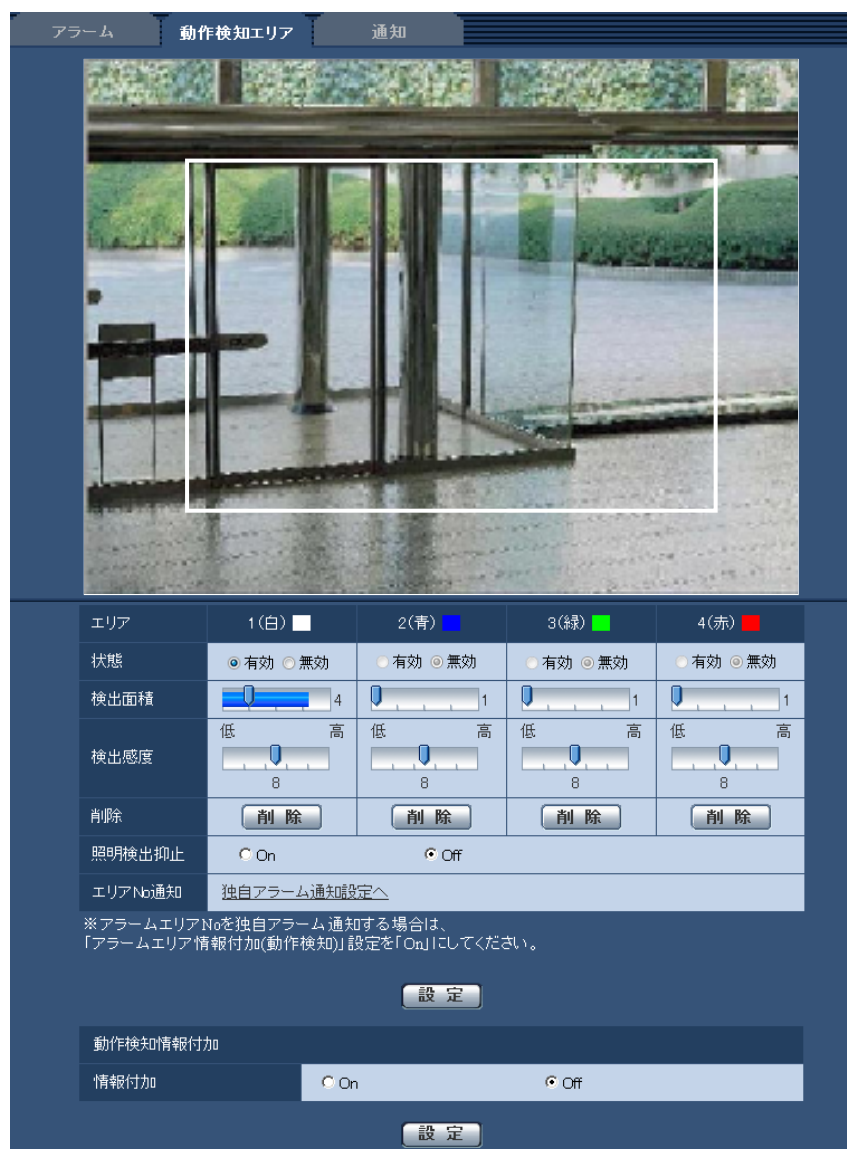 アラーム 動作検知エリア 通知
エリア 1(白) 2(青) 3(緑) 4(赤)
状態 有効 無効 有効 無効 有効 無効 有効 無効
検出面積 4 1 1 1
低 高 低 高 低 高 低 高
検出感度
8 8 8 8
削除 削除 削除 削除 削除
照明検出抑止 On Off
エリアNo通知 独自アラーム通知設定へ
※アラームエリアNoを独自アラーム通知する場合は、
「アラームエリア情報付加(動作検知)」設定を「On」にしてください。
設定
動作検知情報付加
情報付加 On Off
設定